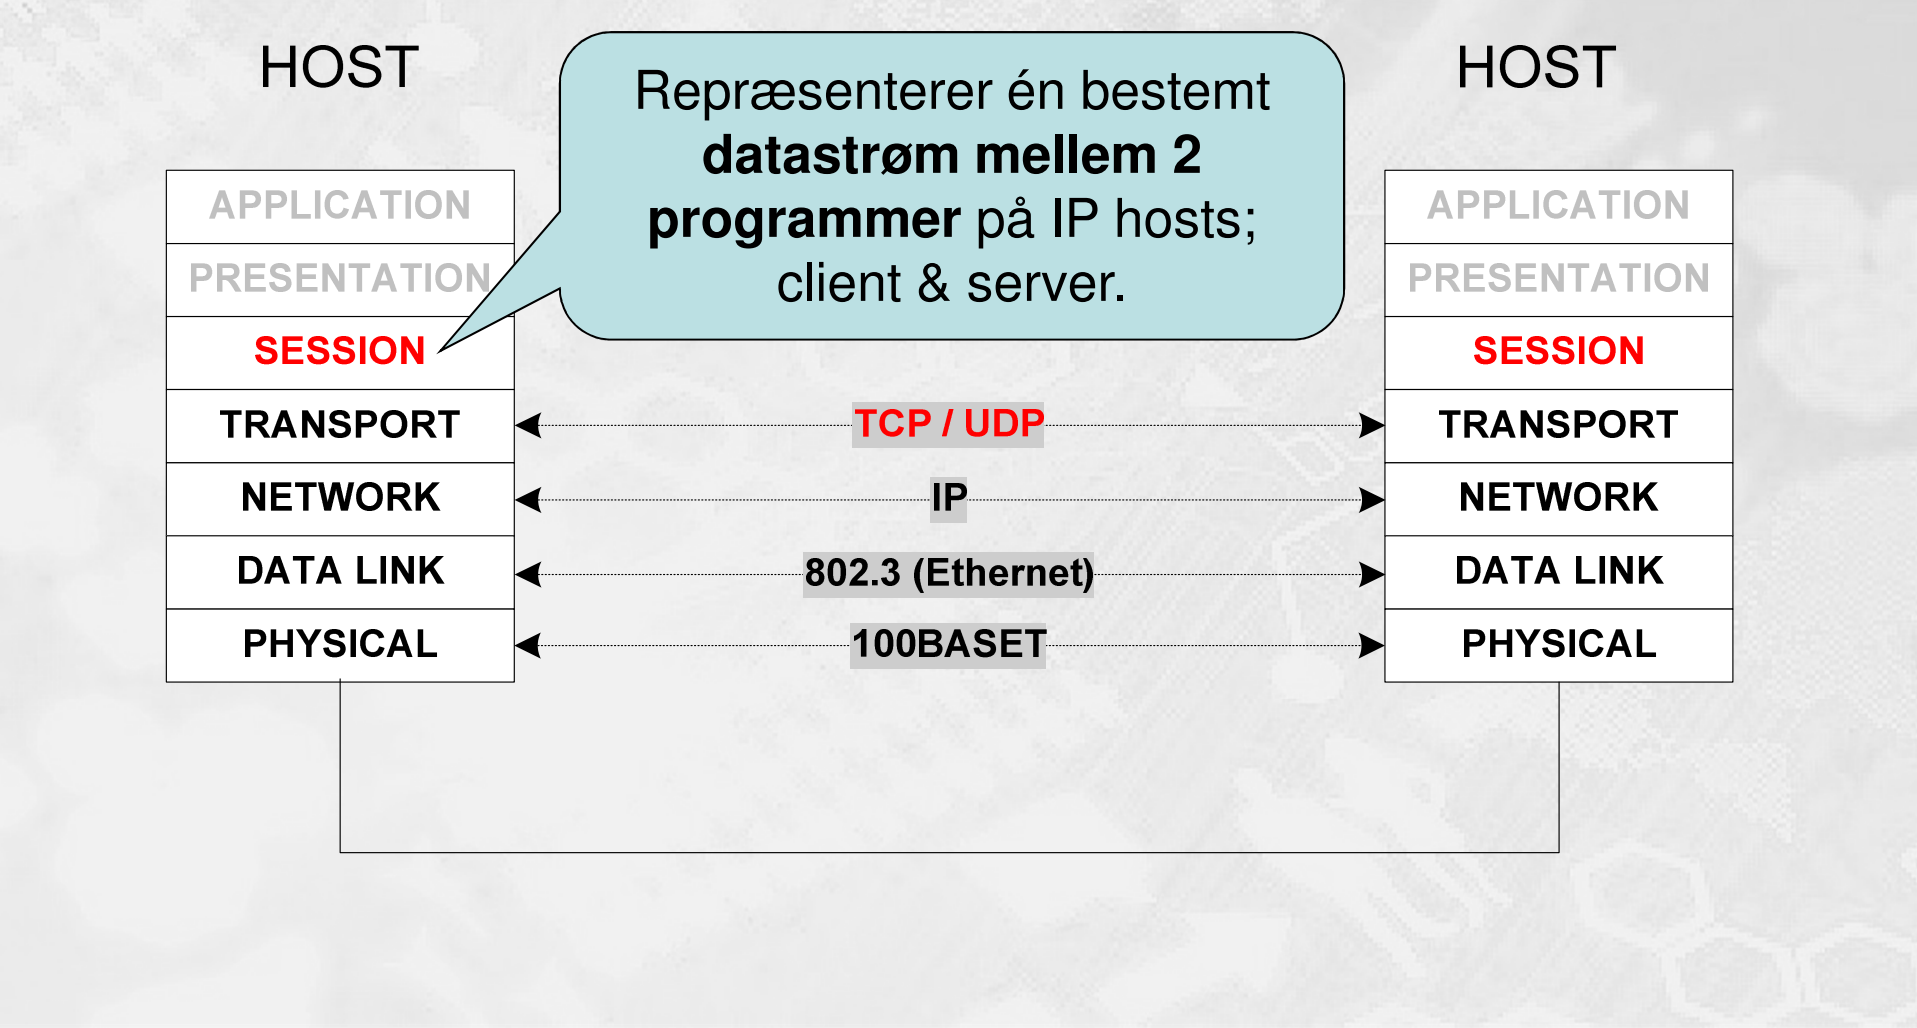 HOST
HOST
Repræsenterer én bestemt
datastrøm mellem 2
programmer på IP hosts;
client & server.
APPLICATION
PRESENTATION
SESSION
TRANSPORT
NETWORK
DATA LINK
PHYSICAL
TCP / UDP
IP
802.3 (Ethernet)
100BASET
APPLICATION
PRESENTATION
SESSION
TRANSPORT
NETWORK
DATA LINK
PHYSICAL